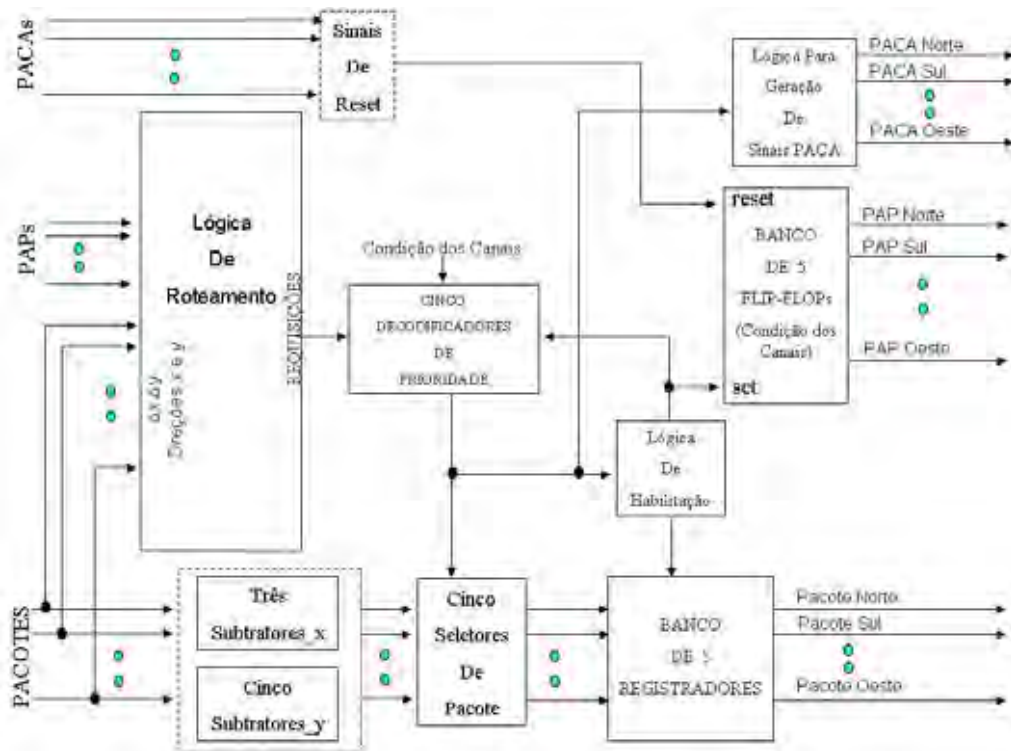 PACAs
Sinais
De
Reset
Lógica Para
Geração
De
Sinais PACA
PACA Norte
PACA Sul
PACA Oeste
PAPs
Lógica
De
Roteamento
REQUISIÇÕES
Δx Δy
Direções x e y
Condição dos Canais
CINCO
DECODIFICADORES
DE
PRIORIDADE
reset
BANCO
DE 5
FLIP-FLOPs
(Condição dos
Canais)
set
PAP Norte
PAP Sul
PAP Oeste
Lógica
De
Habilitação
PACOTES
Três
Subtratores_x
Cinco
Subtratores_y
Cinco
Seletores
De
Pacote
BANCO
DE 5
REGISTRADORES
Pacote Norte
Pacote Sul
Pacote Oeste